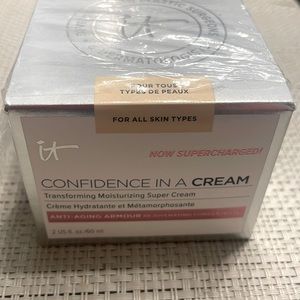 POUR TOUS
TYPES DE PEAUX
FOR ALL SKIN TYPES
it
NOW SUPERCHARGED!
CONFIDENCE IN A CREAM
Transforming Moisturizing Super Cream
Crème Hydratante et Métamorphosante
ANTI-AGING ARMOUR
2 US fl. oz/60 ml